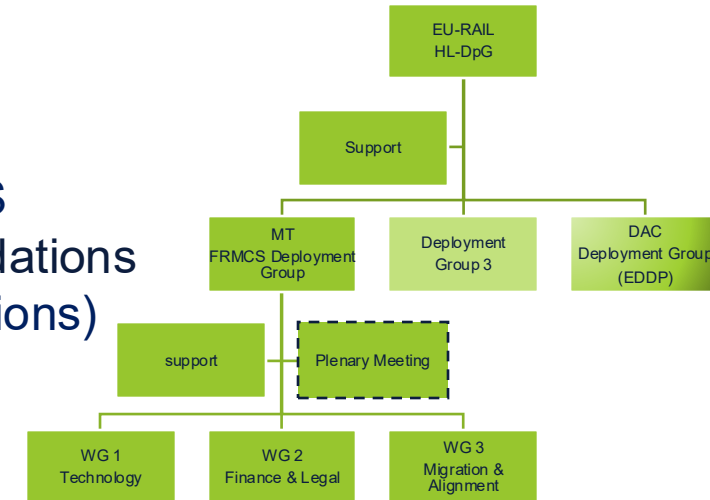 EU-RAIL
HL-DpG
Support
S
dations
ions)
MT
FRMCS Deployment
Group
Deployment
Group 3
DAC
Deployment Group
(EDDP)
support
Plenary Meeting
WG 1
Technology
WG 2
Finance & Legal
WG 3
Migration &
Alignment